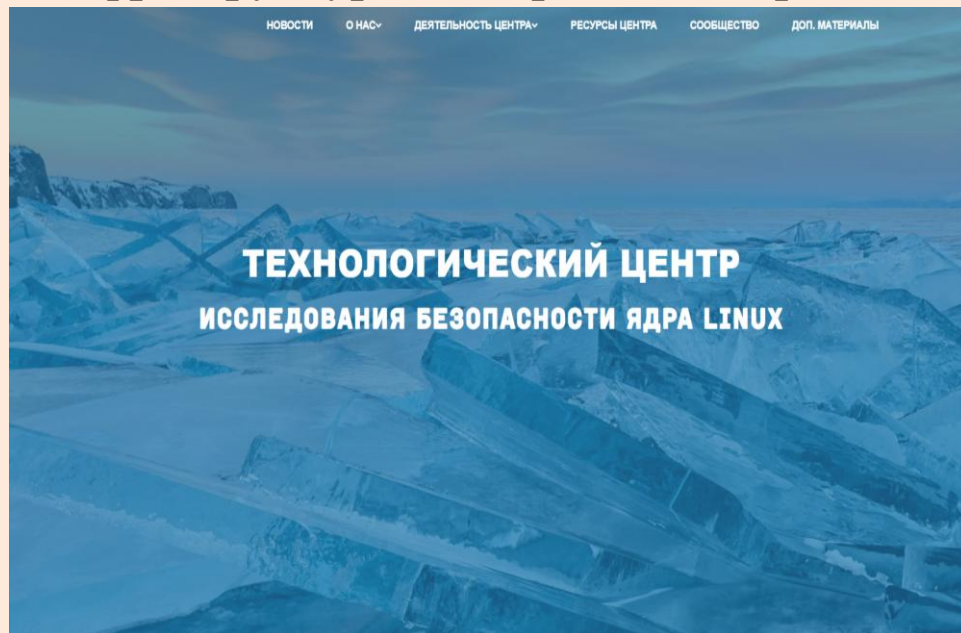 НОВОСТИ О НАС ДЕЯТЕЛЬНОСТЬ ЦЕНТРА РЕСУРСЫ ЦЕНТРА СООБЩЕСТВО ДОП. МАТЕРИАЛЫ
ТЕХНОЛОГИЧЕСКИЙ ЦЕНТР
ИССЛЕДОВАНИЯ БЕЗОПАСНОСТИ ЯДРА LINUX